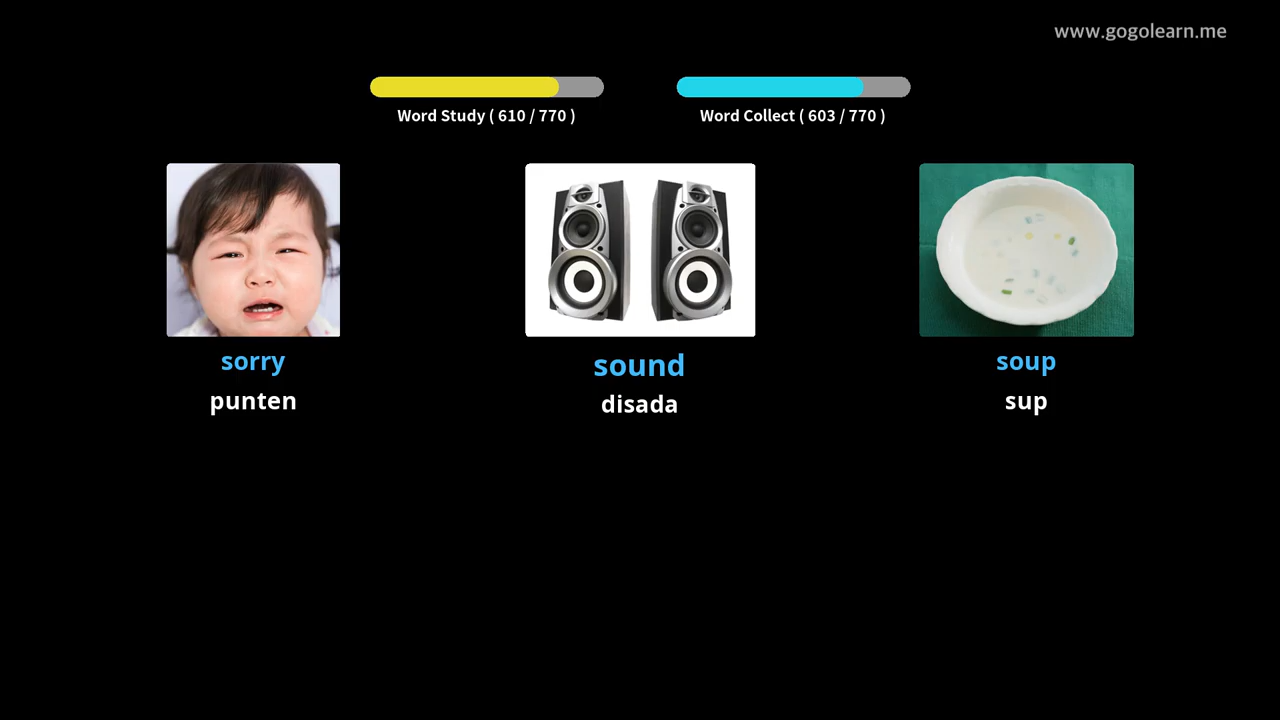 www.gogolearn.me
Word Study ( 610 / 770 )
Word Collect ( 603 / 770 )
sorry
punten
sound
disada
soup
sup